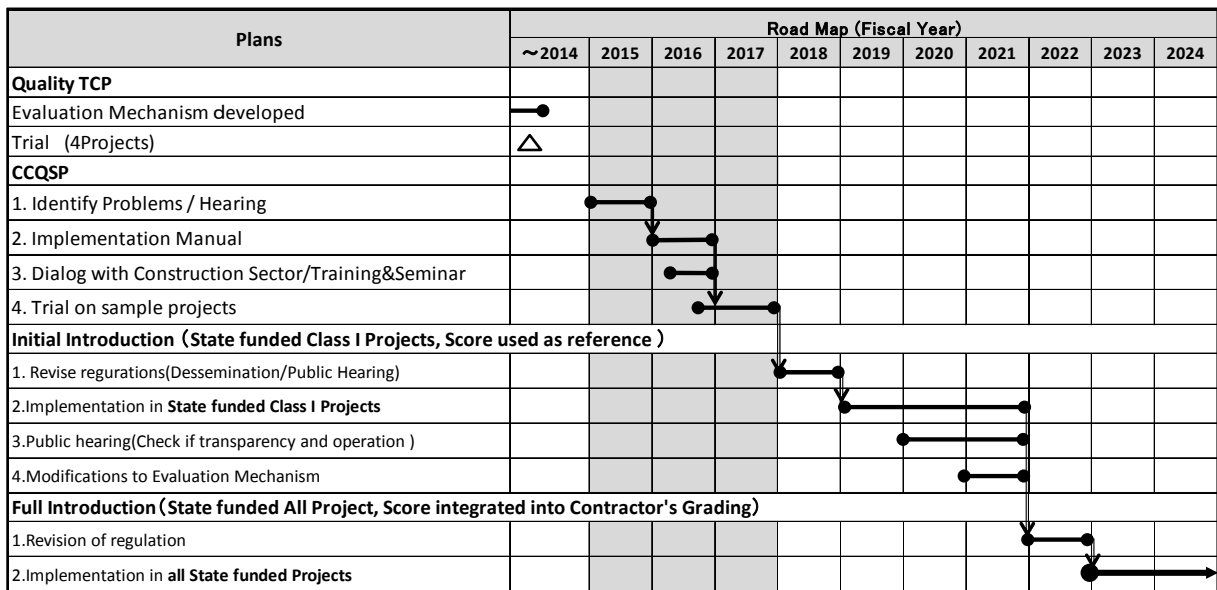 Plans
Road Map (Fiscal Year)
～2014 2015 2016 2017 2018 2019 2020 2021 2022 2023 2024
Quality TCP
Evaluation Mechanism developed
Trial (4Projects)
CCQSP
1. Identify Problems / Hearing
2. Implementation Manual
3. Dialog with Construction Sector/Training&Seminar
4. Trial on sample projects
Initial Introduction（State funded Class I Projects, Score used as reference ）
1. Revise regurations(Dessemination/Public Hearing)
2.Implementation in State funded Class I Projects
3.Public hearing(Check if transparency and operation )
4.Modifications to Evaluation Mechanism
Full Introduction（State funded All Project, Score integrated into Contractor's Grading）
1.Revision of regulation
2.Implementation in all State funded Projects